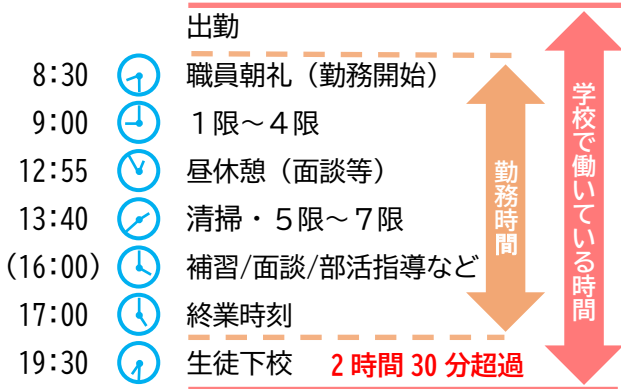 出勤
8:30 職員朝礼（勤務開始）
9:00 １限～４限
12:55 昼休憩（面談等）
13:40 清掃・５限～７限
(16:00) 補習/面談/部活指導など
17:00 終業時刻
19:30 生徒下校 2 時間 30 分超過
勤務時間
学校で働いている時間